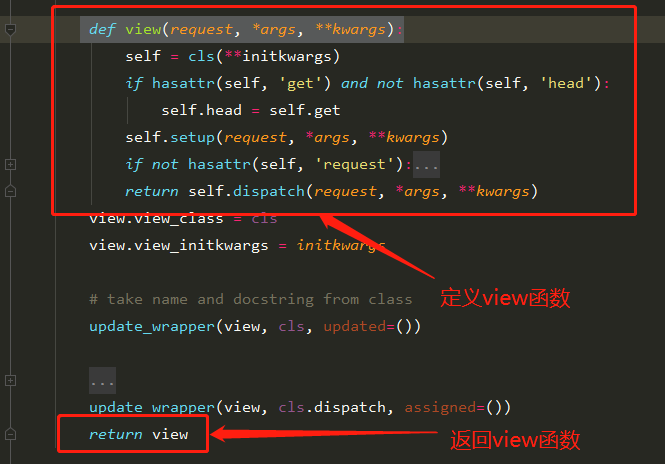 def view(request, *args, **kwargs):
self = cls(**initkwargs)
if hasattr(self, 'get') and not hasattr(self, 'head'):
self.head = self.get
self.setup(request, *args, **kwargs)
if not hasattr(self, 'request'):...
return self.dispatch(request, *args, **kwargs)
view.view_class = cls
view.view_initkwargs = initkwargs
定义view函数
# take name and docstring from class
update_wrapper(view, cls, updated=())
...
update_wrapper(view, cls.dispatch, assigned=())
return view
返回view函数